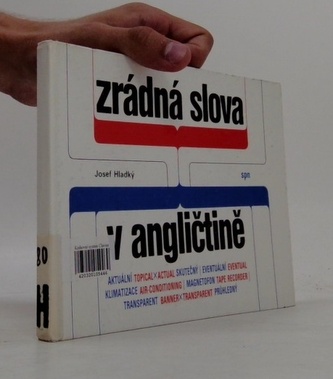 zrádná slova
Josef Hladký
spn
v angličtině
AKTUÁLNÍ TOPICAL×ACTUAL SKUTEČNÝ | EVENTUÁLNÍ EVENTUAL
KLIMATIZACE AIR-CONDITIONING | MAGNETOFON TAPE RECORDER |
TRANSPARENT BANNER×TRANSPARENT PRŮHLEDNÝ
80
H